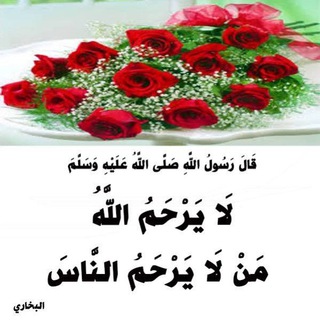 قَالَ رَسُولُ اللَّهِ صَلَّى اللَّهُ عَلَيْهِ وَسَلَّمَ
لَا يَرْحَمُ اللَّهُ
مَنْ لَا يَرْحَمُ النَّاسَ
البخاري